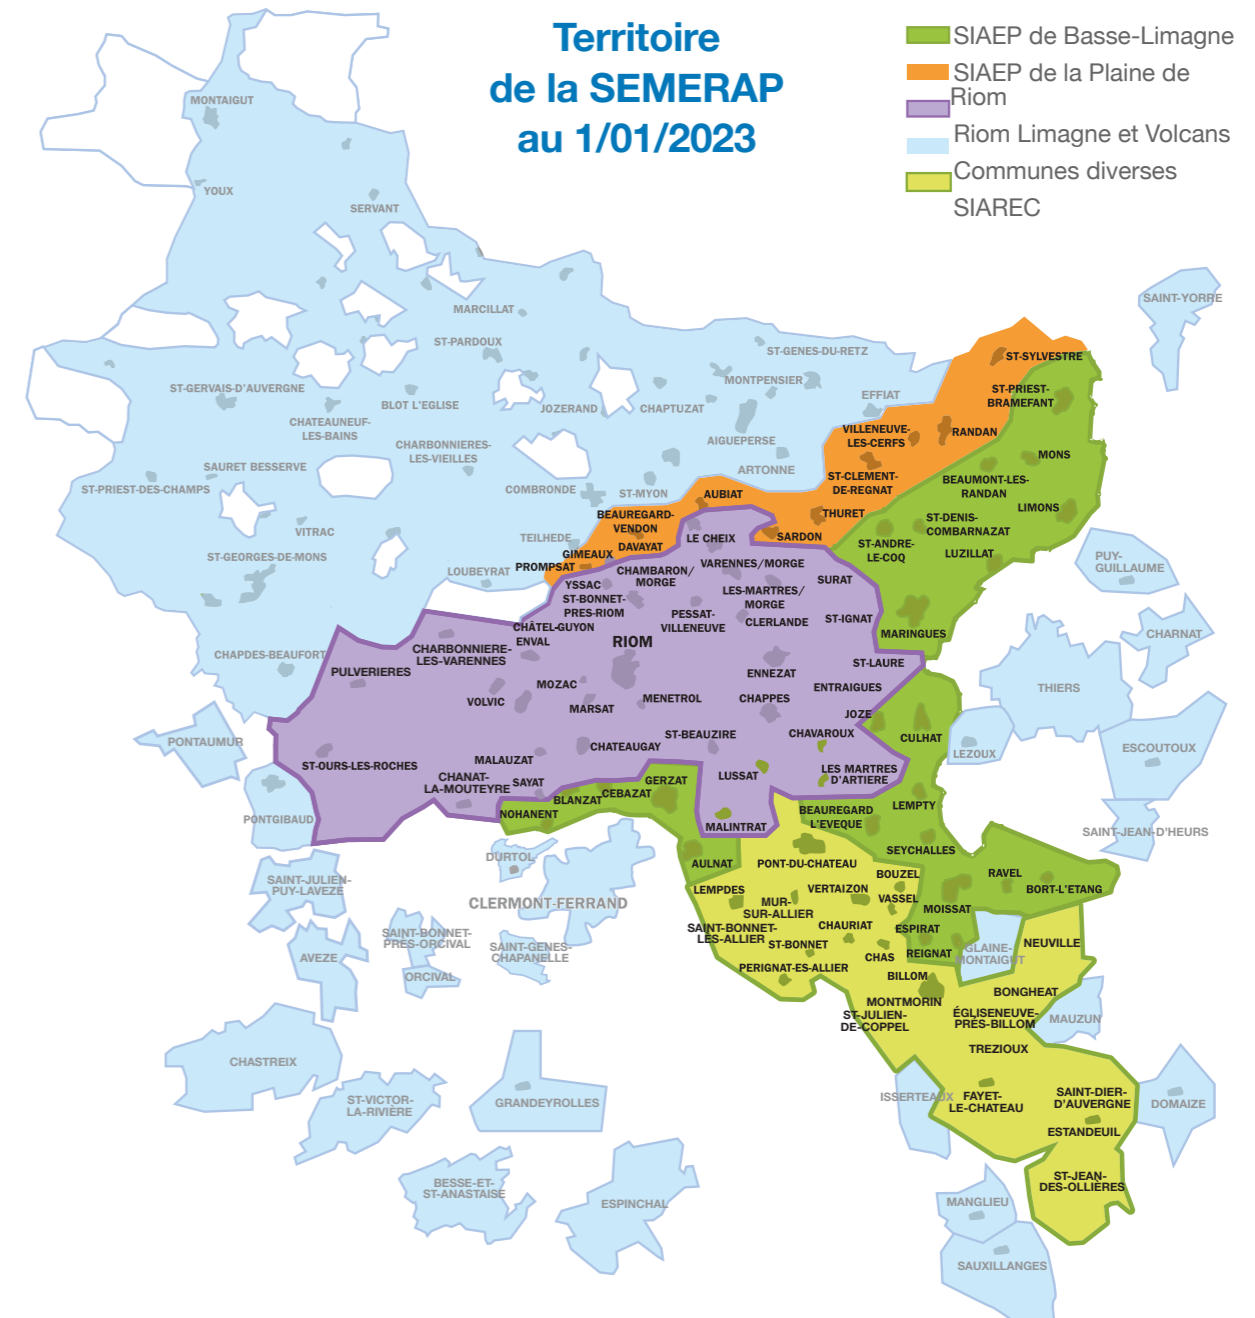 Territoire
de la SEMERAP
au 1/01/2023
SIAEP de Basse-Limagne
SIAEP de la Plaine de
Riom
Riom Limagne et Volcans
Communes diverses
SIAREC
MONTAIGUT
YOUX
SERVANT
SAINT-YORRE
MARCILLAT
ST-PARDOUX
ST-GENES-DU-RETZ
ST-SYLVESTRE
MONTPENSIER
ST-GERVAIS-D'AUVERGNE
ST-PRIEST-
BRAMEFANT
EFFIAT
BLOT L'EGLISE
JOZERAND
CHAPTUZAT
CHATEAUNEUF-
LES-BAINS
VILLENEUVE-
LES-CERFS
RANDAN
AIGUEPERSE
CHARBONNIERES-
LES-VIEILLES
MONS
SAURET BESSERVE
ARTONNE
ST-CLEMENT-
DE-REGNAT
BEAUMONT-LES-
RANDAN
ST-PRIEST-DES-CHAMPS
COMBRONDE
ST-MYON
AUBIAT
LIMONS
BEAUREGARD-
VENDON
THURET
ST-DENIS-
COMBARNAZAT
VITRAC
TEILHEDE
LE CHEIX
SARDON
ST-ANDRE-
LE-COQ
LUZILLAT
DAVAYAT
GIMEAUX
PROMPSAT
ST-GEORGES-DE-MONS
PUY-
GUILLAUME
LOUBEYRAT
CHAMBARON/
MORGE
VARENNES/MORGE
SURAT
YSSAC
ST-BONNET-
PRES-RIOM
LES-MARTRES/
MORGE
PESSAT-
VILLENEUVE
CLERLANDE
ST-IGNAT
MARINGUES
CHARNAT
CHÂTEL-GUYON
ENVAL
RIOM
CHARBONNIERE-
LES-VARENNES
CHAPDES-BEAUFORT
PULVERIERES
ST-LAURE
ENNEZAT
ENTRAIGUES
THIERS
MOZAC
VOLVIC
MARSAT
MENETROL
CHAPPES
JOZE
PONTAUMUR
ST-BEAUZIRE
CHAVAROUX
CULHAT
CHATEAUGAY
LEZOUX
ESCOUTOUX
MALAUZAT
ST-OURS-LES-ROCHES
CHANAT-
LA-MOUTEYRE
SAYAT
LUSSAT
LES MARTRES
D'ARTIERE
GERZAT
CEBAZAT
BLANZAT
NOHANENT
LEMPTY
BEAUREGARD
L'EVEQUE
PONTGIBAUD
MALINTRAT
SAINT-JEAN-D'HEURS
SEYCHALLES
DURTOL
AULNAT
PONT-DU-CHATEAU
BOUZEL
RAVEL
BORT-L'ETANG
SAINT-JULIEN-
PUY-LAVEZE
LEMPDES
VERTAIZON
VASSEL
CLERMONT-FERRAND
MUR-
SUR-ALLIER
MOISSAT
SAINT-BONNET-
LES-ALLIER
CHAURIAT
ESPIRAT
SAINT-BONNET-
PRES-ORCIVAL
SAINT-GENES-
CHAPANELLE
ST-BONNET
CHAS
REIGNAT
GLAINE-
MONTAIGUT
NEUVILLE
AVEZE
ORCIVAL
PERIGNAT-ES-ALLIER
BILLOM
BONGHEAT
MONTMORIN
ST-JULIEN-
DE-COPPEL
ÉGLISENEUVE-
PRÈS-BILLOM
MAUZUN
TREZIOUX
CHASTREIX
ST-VICTOR-
LA-RIVIÈRE
GRANDEYROLLES
ISSERTEAUX
FAYET-
LE-CHATEAU
SAINT-DIER-
D'AUVERGNE
DOMAIZE
ESTANDEUIL
BESSE-ET-
ST-ANASTAISE
ST-JEAN-
DES-OLLIÈRES
ESPINCHAL
MANGLIEU
SAUXILLANGES